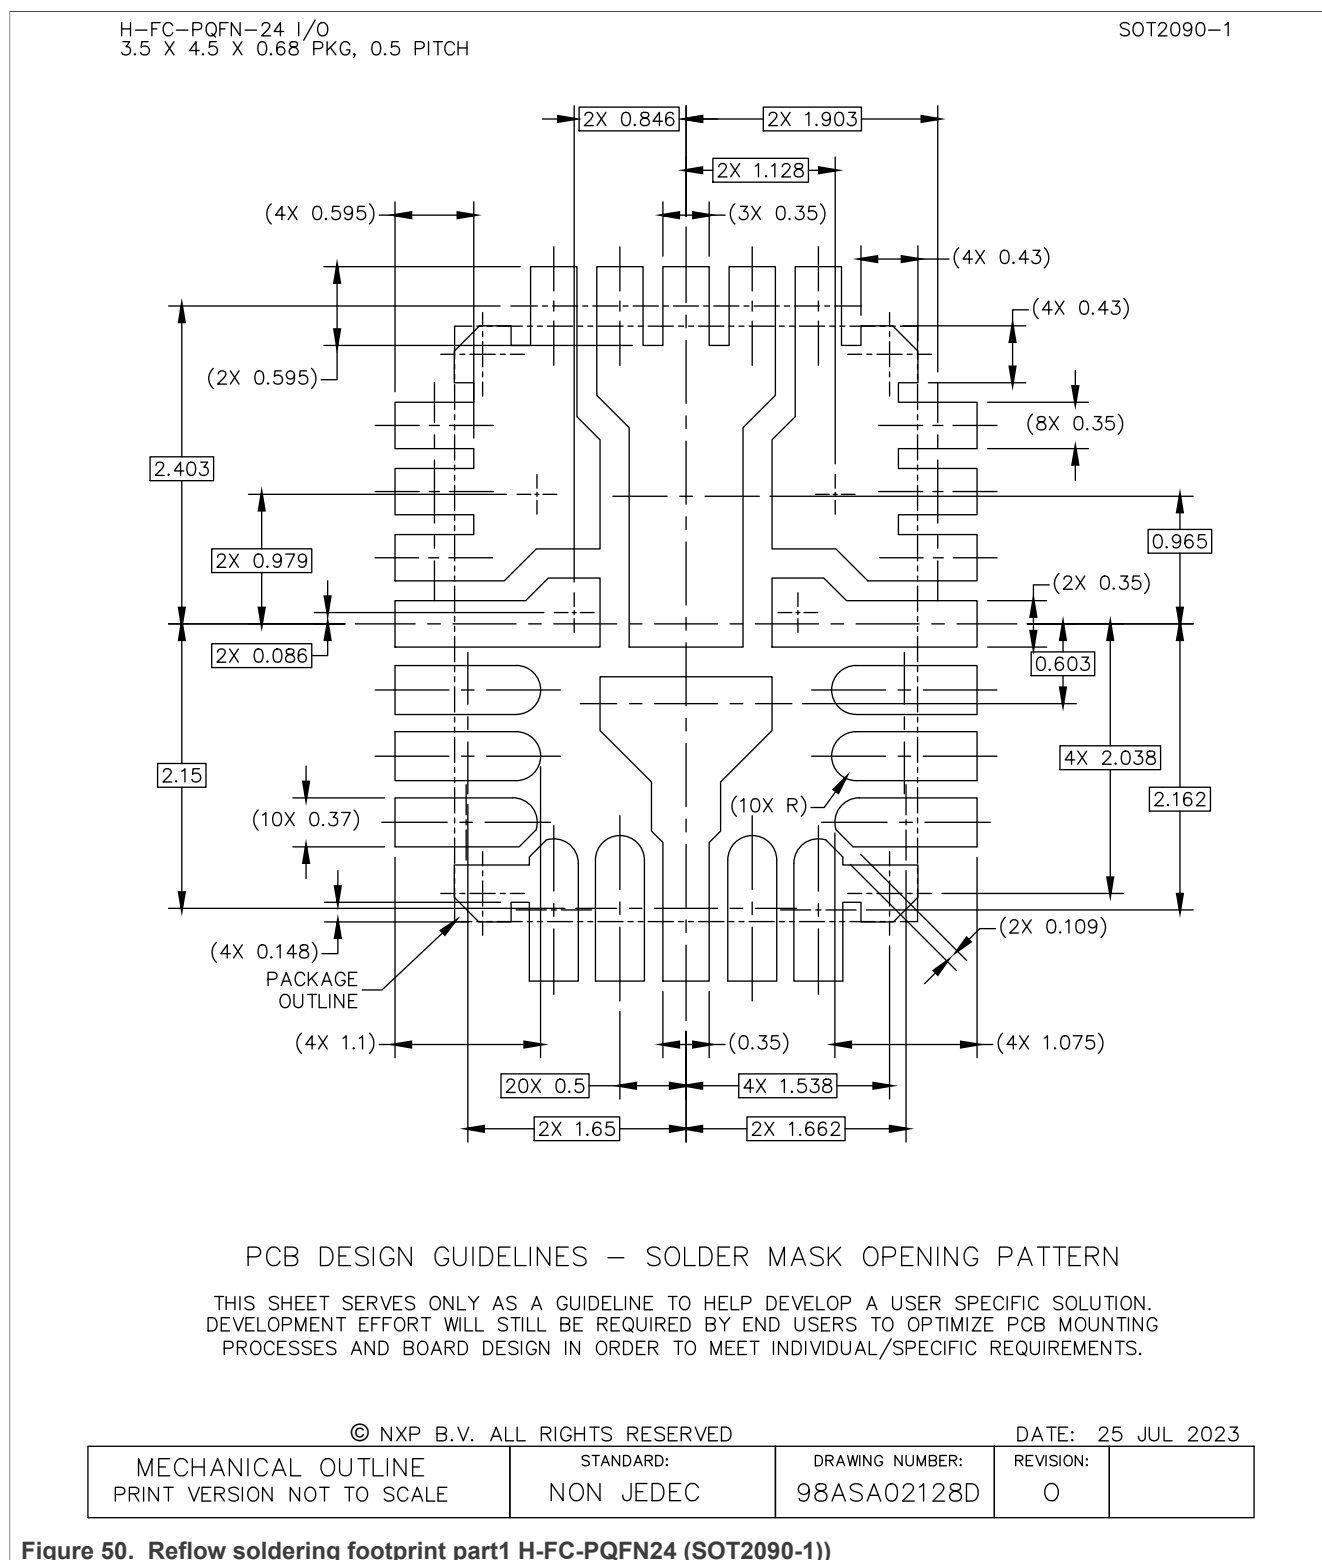 H-FC-PQFN-24 I/O
SOT2090-1
3.5 X 4.5 X 0.68 PKG, 0.5 PITCH
2X 0.846
2X 1.903
2X 1.128
(4X 0.595)
(3X 0.35)
(4X 0.43)
(4X 0.43)
(2X 0.595)
(8X 0.35)
2.403
0.965
2X 0.979
(2X 0.35)
2X 0.086
0.603
4X 2.038
2.15
2.162
(10X R)
(10X 0.37)
(2X 0.109)
(4X 0.148)
PACKAGE
OUTLINE
(4X 1.1)
(0.35)
(4X 1.075)
20X 0.5
4X 1.538
2X 1.65
2X 1.662
PCB DESIGN GUIDELINES – SOLDER MASK OPENING PATTERN
THIS SHEET SERVES ONLY AS A GUIDELINE TO HELP DEVELOP A USER SPECIFIC SOLUTION.
DEVELOPMENT EFFORT WILL STILL BE REQUIRED BY END USERS TO OPTIMIZE PCB MOUNTING
PROCESSES AND BOARD DESIGN IN ORDER TO MEET INDIVIDUAL/SPECIFIC REQUIREMENTS.
© NXP B.V. ALL RIGHTS RESERVED
DATE: 25 JUL 2023
MECHANICAL OUTLINE
PRINT VERSION NOT TO SCALE
STANDARD:
NON JEDEC
DRAWING NUMBER:
98ASA02128D
REVISION:
O
Figure 50. Reflow soldering footprint part1 H-FC-PQFN24 (SOT2090-1))